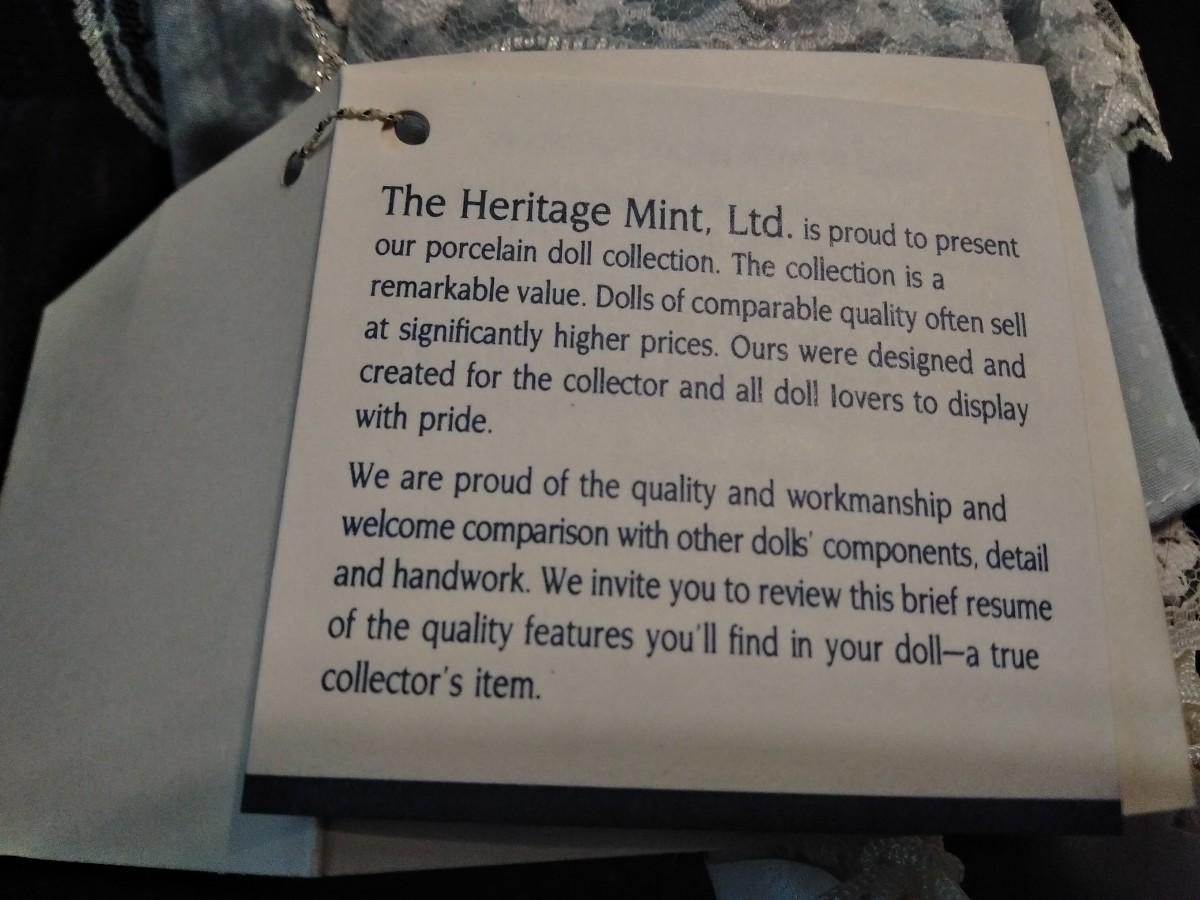 The Heritage Mint, Ltd. is proud to present
our porcelain doll collection. The collection is a
remarkable value. Dolls of comparable quality often sell
at significantly higher prices. Ours were designed and
created for the collector and all doll lovers to display
with pride.
We are proud of the quality and workmanship and
welcome comparison with other dolls' components, detail
and handwork. We invite you to review this brief resume
of the quality features you'll find in your doll—a true
collector's item.